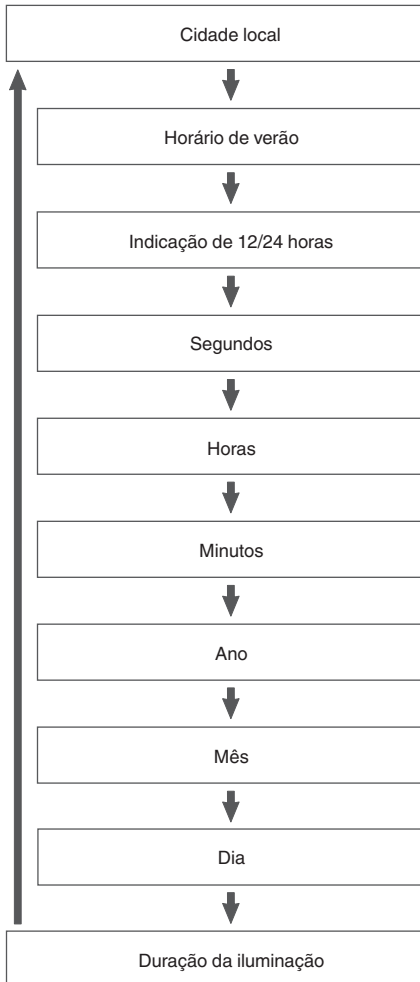 Cidade local
Horário de verão
Indicação de 12/24 horas
Segundos
Horas
Minutos
Ano
Mês
Dia
Duração da iluminação